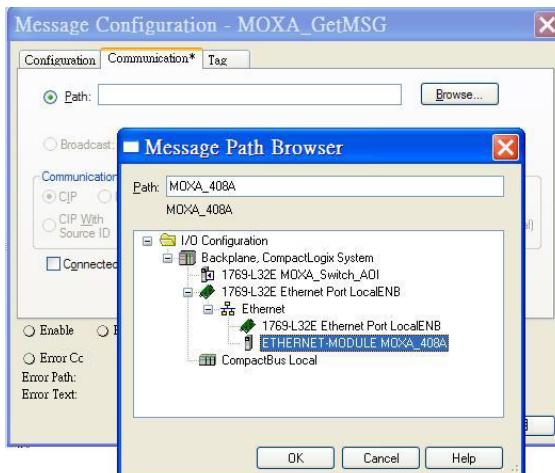 Message Configuration - MOXA_GetMSG
Configuration Communication* Tag
Path: Browse...
Broadcast:
Communication
CIP
CIP With
Source ID
Connected
Enable
Error Path:
Error Text:
Message Path Browser
Path: MOXA_408A
MOXA_408A
I/O Configuration
Backplane, CompactLogix System
1769-L32E MOXA_Switch_AOI
1769-L32E Ethernet Port LocalENB
Ethernet
1769-L32E Ethernet Port LocalENB
ETHERNET-MODULE MOXA_408A
CompactBus Local
OK Cancel Help